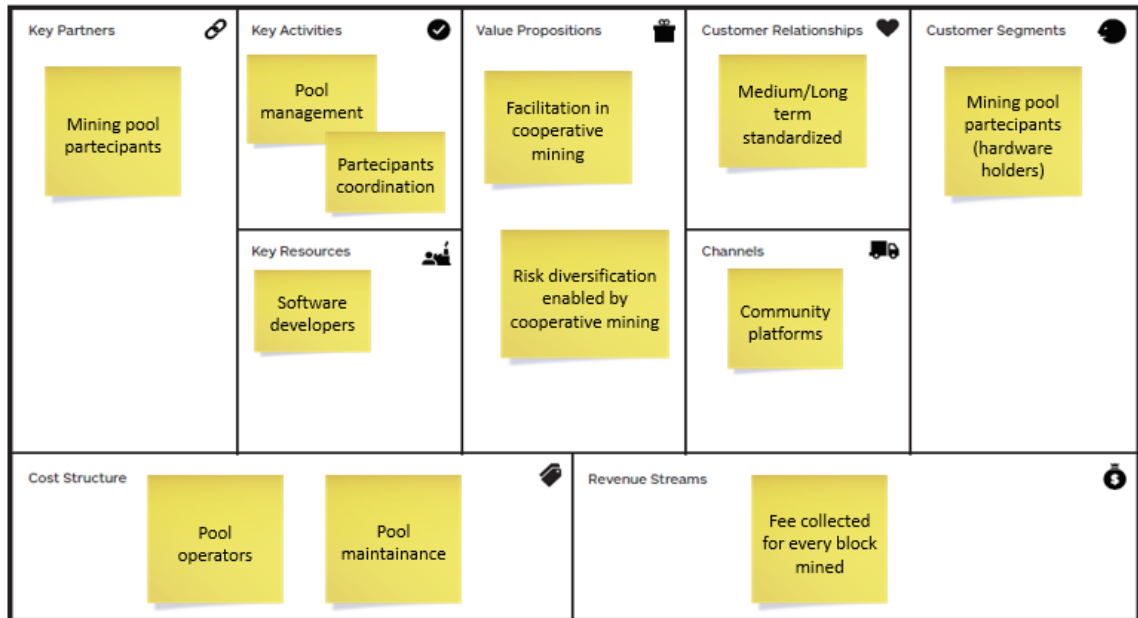 Key Partners
Mining pool
partecipants
Key Activities
Pool
management
Partecipants
coordination
Key Resources
Software
developers
Value Propositions
Facilitation in
cooperative
mining
Risk diversification
enabled by
cooperative mining
Customer Relationships
Medium/Long
term
standardized
Channels
Community
platforms
Customer Segments
Mining pool
partecipants
(hardware
holders)
Cost Structure
Pool
operators
Pool
maintainance
Revenue Streams
$
Fee collected
for every block
mined